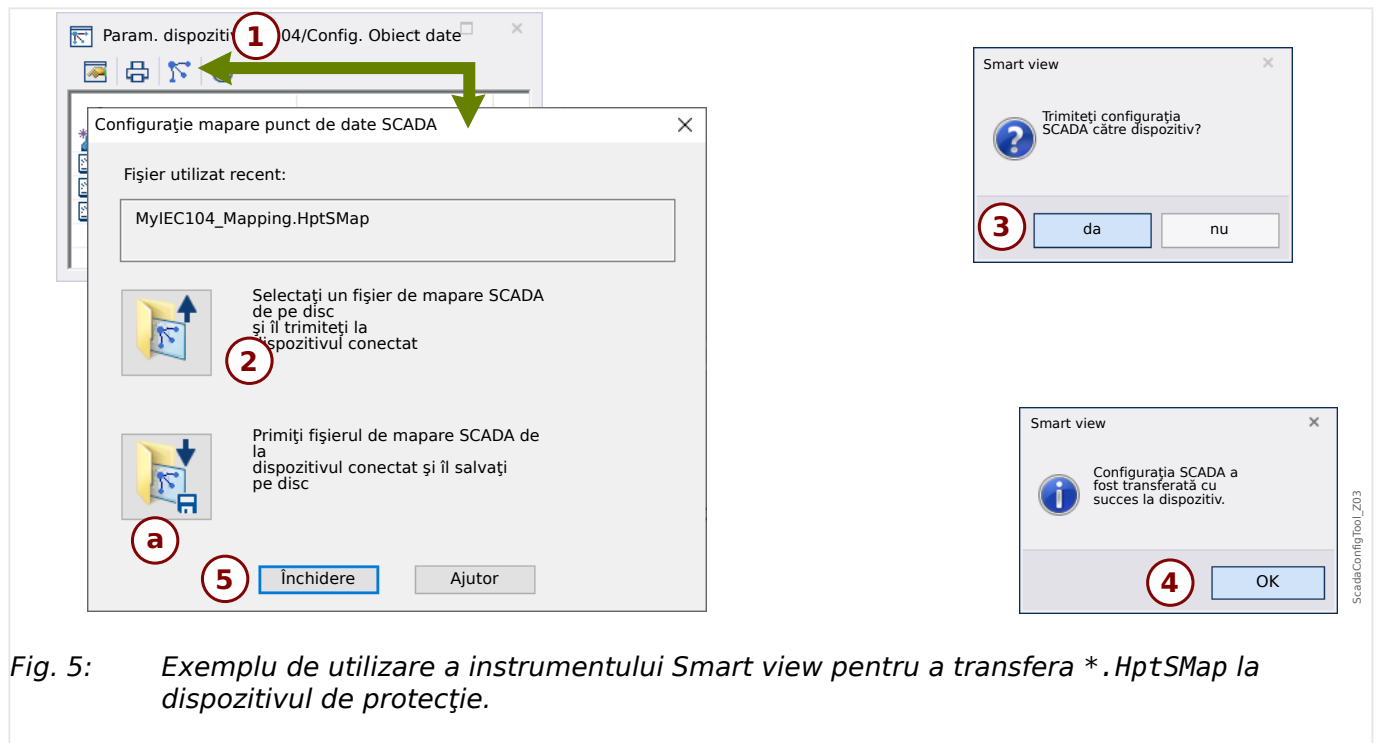 Param. dispozitiv 04/Config. Obiect date
1
Configurație mapare punct de date SCADA
Fișier utilizat recent:
MyIEC104_Mapping.HptSMap
Selectați un fișier de mapare SCADA
de pe disc
și îl trimiteți la
dispozitivul conectat
2
Primiți fișierul de mapare SCADA de
la
dispozitivul conectat și îl salvați
pe disc
a
5
Închidere
Ajutor
Smart view
Trimiteți configurația
SCADA către dispozitiv?
3
da
nu
Smart view
Configurația SCADA a
fost transferată cu
succes la dispozitiv.
4
OK
ScadaConfigTool_Z03
Fig. 5: Exemplu de utilizare a instrumentului Smart view pentru a transfera *.HptSMap la
dispozitivul de protecție.